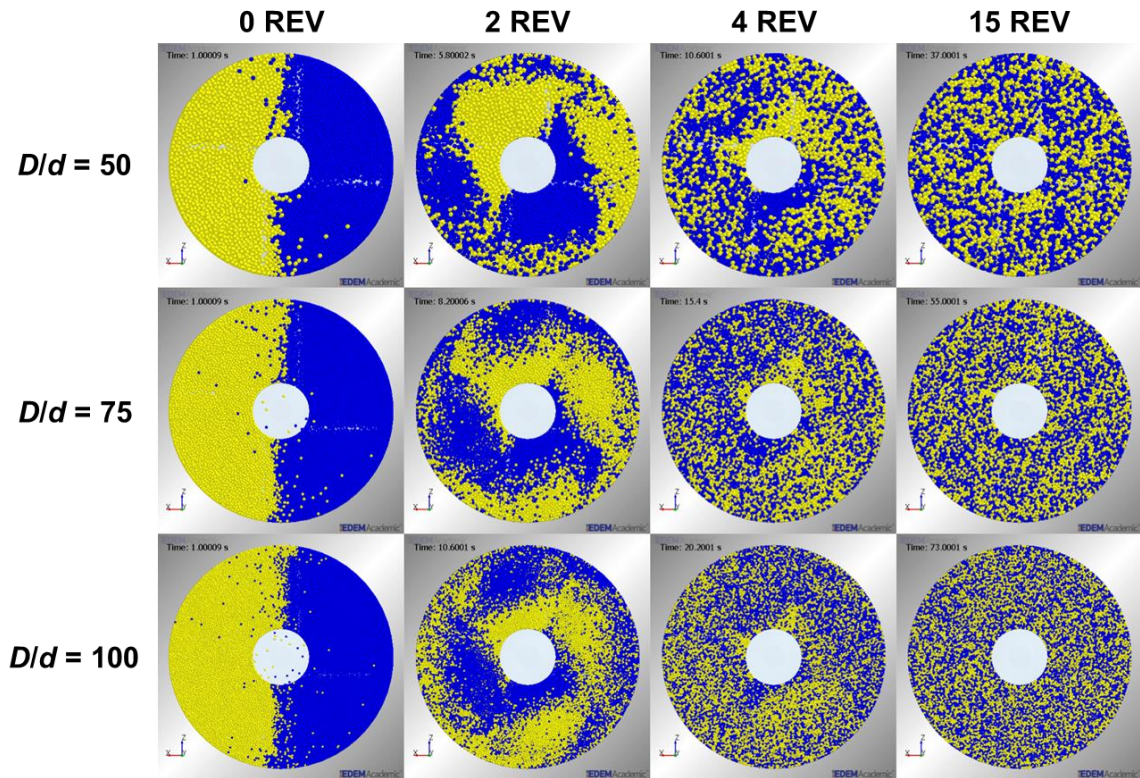 0 REV 2 REV 4 REV 15 REV
Time: 1.00009 s Time: 5.80002 s Time: 10.6001 s Time: 37.0001 s
D/d = 50
Z Z Z Z
X Y X Y X Y X Y
EDEMAcademic EDEMAcademic EDEMAcademic EDEMAcademic
Time: 1.00009 s Time: 8.20006 s Time: 15.4 s Time: 55.0001 s
D/d = 75
Z Z Z Z
X Y X Y X Y X Y
EDEMAcademic EDEMAcademic EDEMAcademic EDEMAcademic
Time: 1.00009 s Time: 10.6001 s Time: 20.2001 s Time: 73.0001 s
D/d = 100
Z Z Z Z
X Y X Y X Y X Y
EDEMAcademic EDEMAcademic EDEMAcademic EDEMAcademic